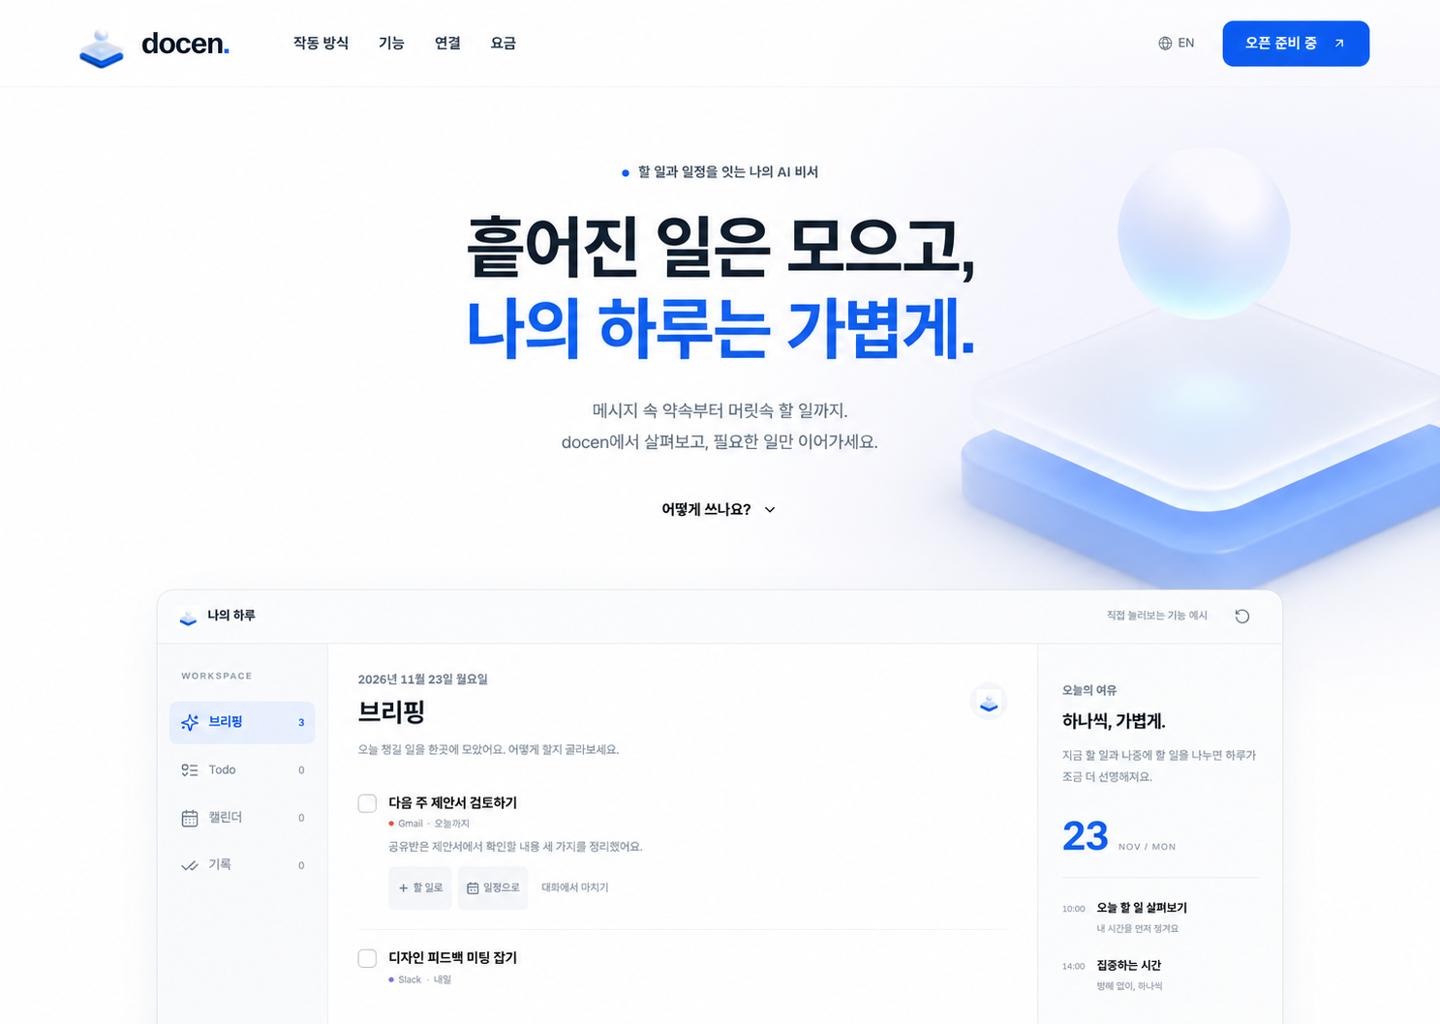 docen.
작동 방식
기능
연결
요금
EN
오픈 준비 중
할 일과 일정을 잇는 나의 AI 비서
흩어진 일은 모으고,
나의 하루는 가볍게.
메시지 속 약속부터 머릿속 할 일까지.
docen에서 살펴보고, 필요한 일만 이어가세요.
어떻게 쓰나요?
나의 하루
직접 눌러보는 기능 예시
WORKSPACE
브리핑 3
Todo 0
캘린더 0
기록 0
2026년 11월 23일 월요일
브리핑
오늘 챙길 일을 한곳에 모았어요. 어떻게 할지 골라보세요.
다음 주 제안서 검토하기
Gmail · 오늘까지
공유받은 제안서에서 확인할 내용 세 가지를 정리했어요.
할 일로
일정으로
대화에서 마치기
디자인 피드백 미팅 잡기
Slack · 내일
오늘의 여유
하나씩, 가볍게.
지금 할 일과 나중에 할 일을 나누면 하루가
조금 더 선명해져요.
23 NOV / MON
10:00 오늘 할 일 살펴보기
내 시간을 먼저 챙겨요
14:00 집중하는 시간
방해 없이, 하나씩